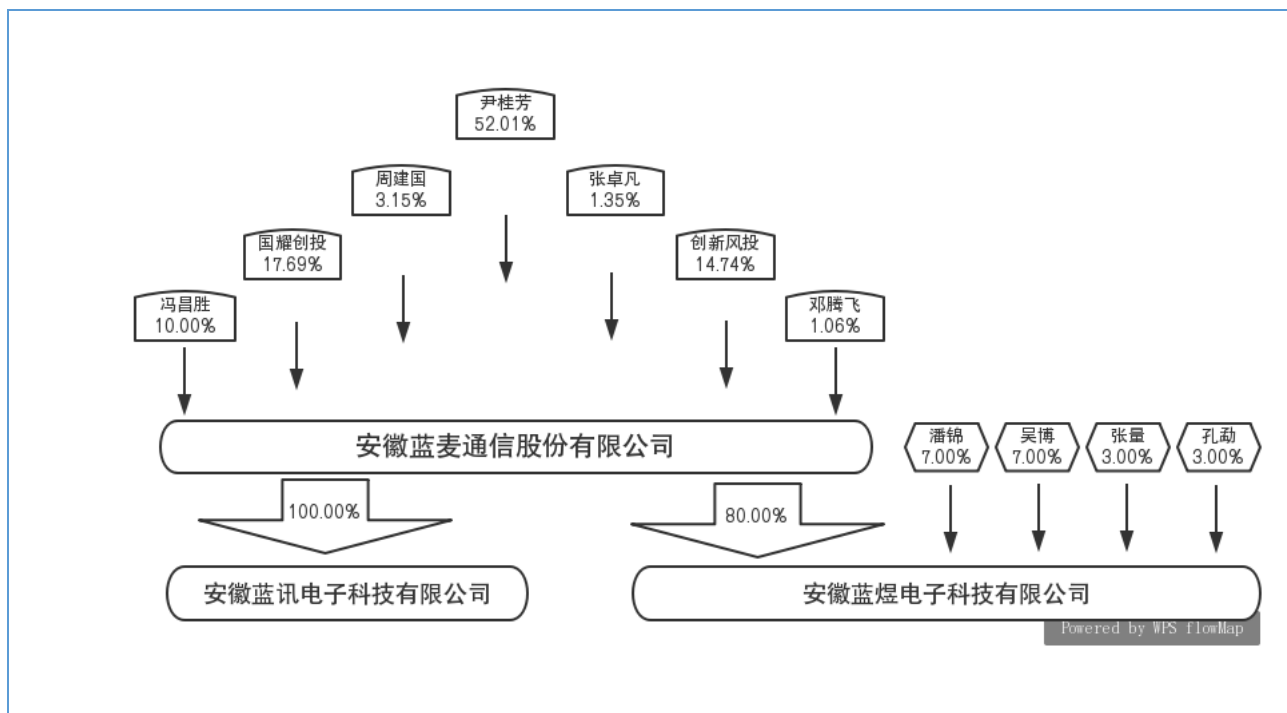 尹桂芳
52.01%
周建国
3.15%
张卓凡
1.35%
国耀创投
17.69%
创新风投
14.74%
冯昌胜
10.00%
邓腾飞
1.06%
安徽蓝麦通信股份有限公司
潘锦
7.00%
吴博
7.00%
张量
3.00%
孔勐
3.00%
100.00%
80.00%
安徽蓝讯电子科技有限公司
安徽蓝煜电子科技有限公司
Powered by WPS flowMap